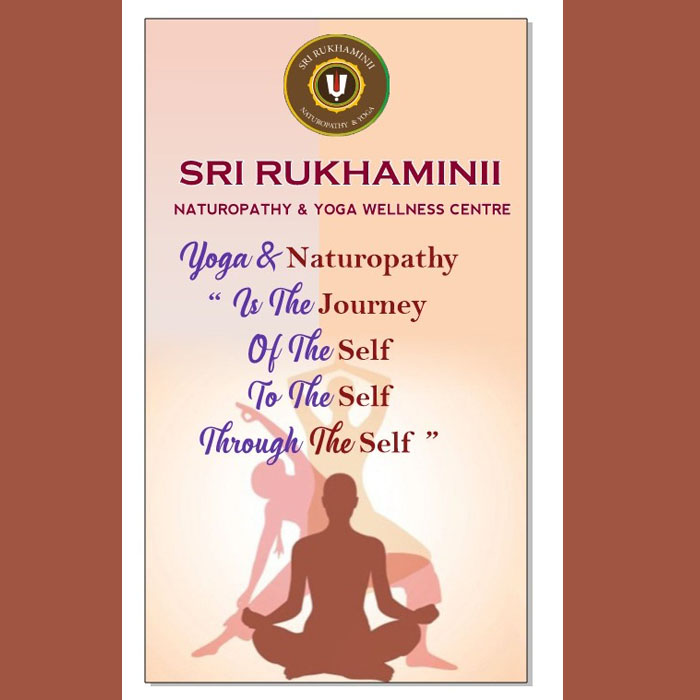 SRI RUKHAMINII
NATUROPATHY & YOGA
SRI RUKHAMINII
NATUROPATHY & YOGA WELLNESS CENTRE
Yoga & Naturopathy
“ Is The Journey
Of The Self
To The Self
Through The Self ”